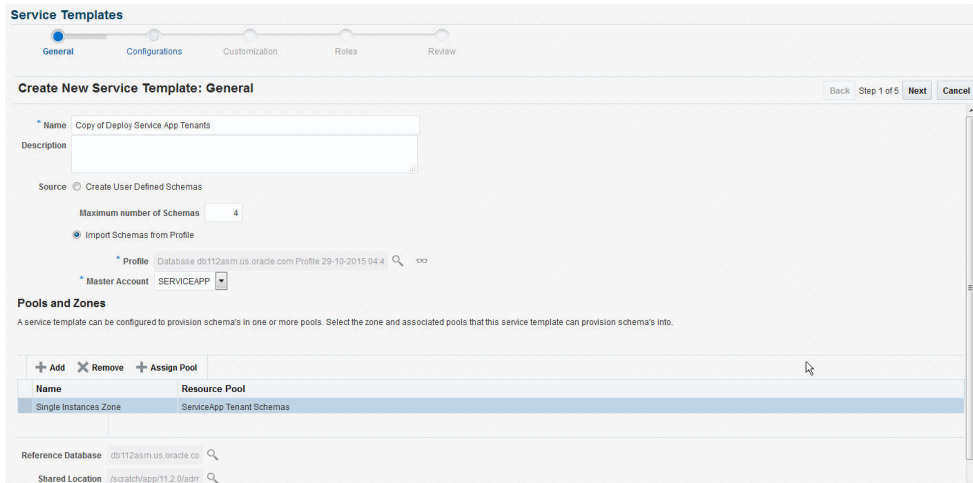 Service Templates
General Configurations Customization Roles Review
Create New Service Template: General
Back Step 1 of 5 Next Cancel
* Name Copy of Deploy Service App Tenants
Description
Source Create User Defined Schemas
Maximum number of Schemas 4
Import Schemas from Profile
* Profile Database db112asm.us.oracle.com Profile 29-10-2015 04:4
* Master Account SERVICEAPP
Pools and Zones
A service template can be configured to provision schema's in one or more pools. Select the zone and associated pools that this service template can provision schema's into.
Add Remove Assign Pool
Name Resource Pool
Single Instances Zone ServiceApp Tenant Schemas
Reference Database db112asm.us.oracle.co
Shared Location /scratch/app/11.2.0/adm